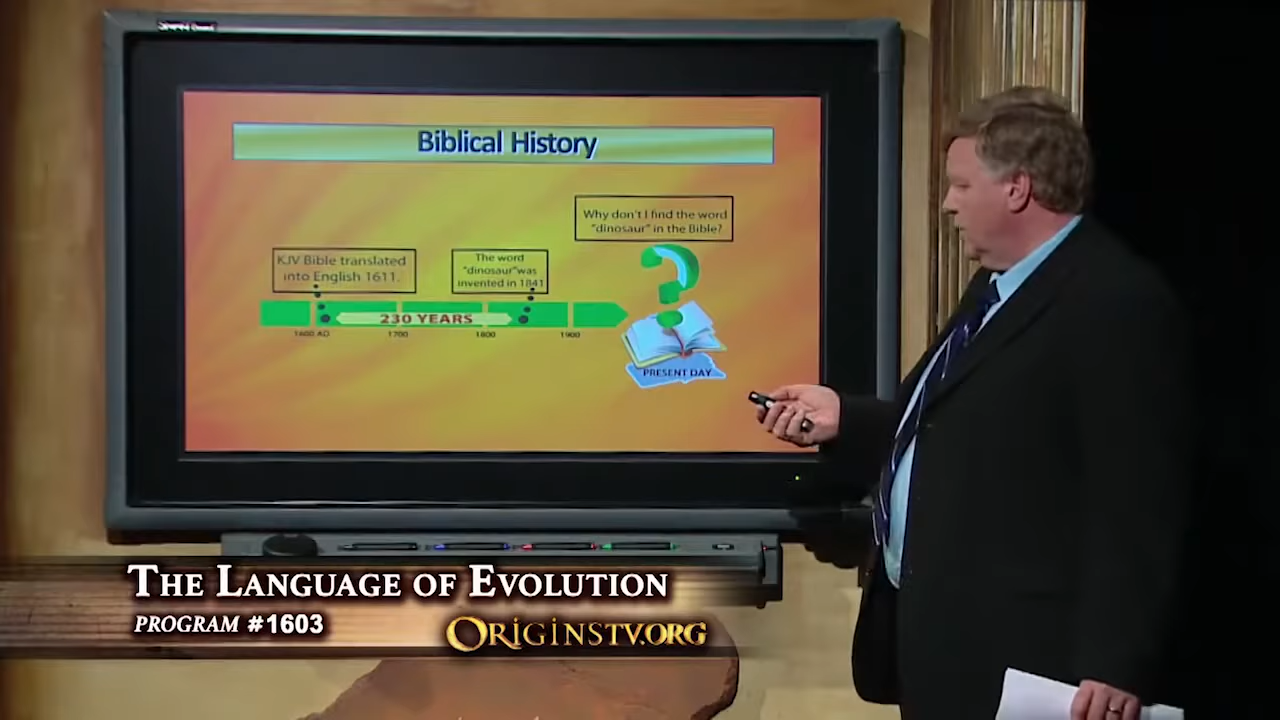 Biblical History
Why don't I find the word
"dinosaur" in the Bible?
KJV Bible translated
into English 1611.
The word
"dinosaur"was
invented in 1841
230 YEARS
1600 AD
1700
1800
1900
PRESENT DAY
THE LANGUAGE OF EVOLUTION
PROGRAM #1603
ORIGINSTV.ORG